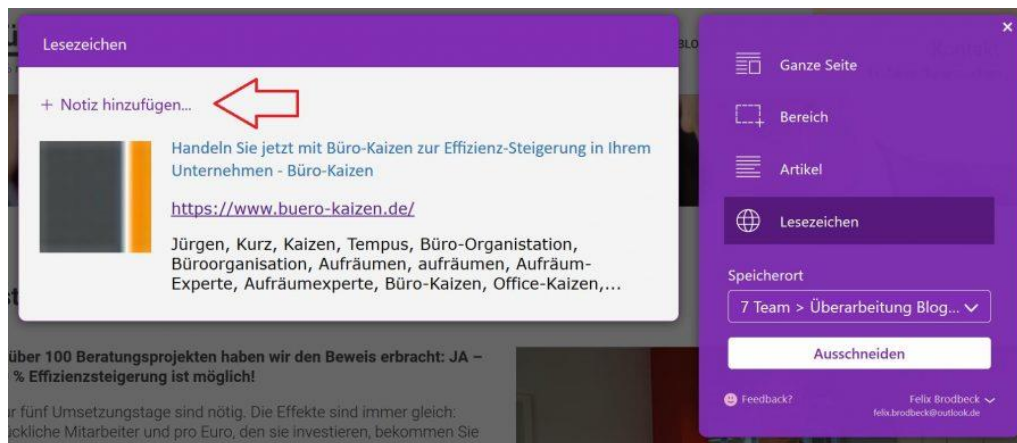 Lesezeichen
+ Notiz hinzufügen...
Handeln Sie jetzt mit Büro-Kaizen zur Effizienz-Steigerung in Ihrem
Unternehmen - Büro-Kaizen
https://www.buero-kaizen.de/
Jürgen, Kurz, Kaizen, Tempus, Büro-Organistation,
Büroorganisation, Aufräumen, aufräumen, Aufräum-
Experte, Aufräumexperte, Büro-Kaizen, Office-Kaizen,...
BLO
Ganze Seite
Bereich
Artikel
Lesezeichen
Speicherort
7 Team > Überarbeitung Blog...
Ausschneiden
Feedback?
Felix Brodbeck
felix.brodbeck@outlook.de
über 100 Beratungsprojekten haben wir den Beweis erbracht: JA –
% Effizienzsteigerung ist möglich!
fünf Umsetzungstage sind nötig. Die Effekte sind immer gleich:
ückliche Mitarbeiter und pro Euro, den sie investieren, bekommen Sie